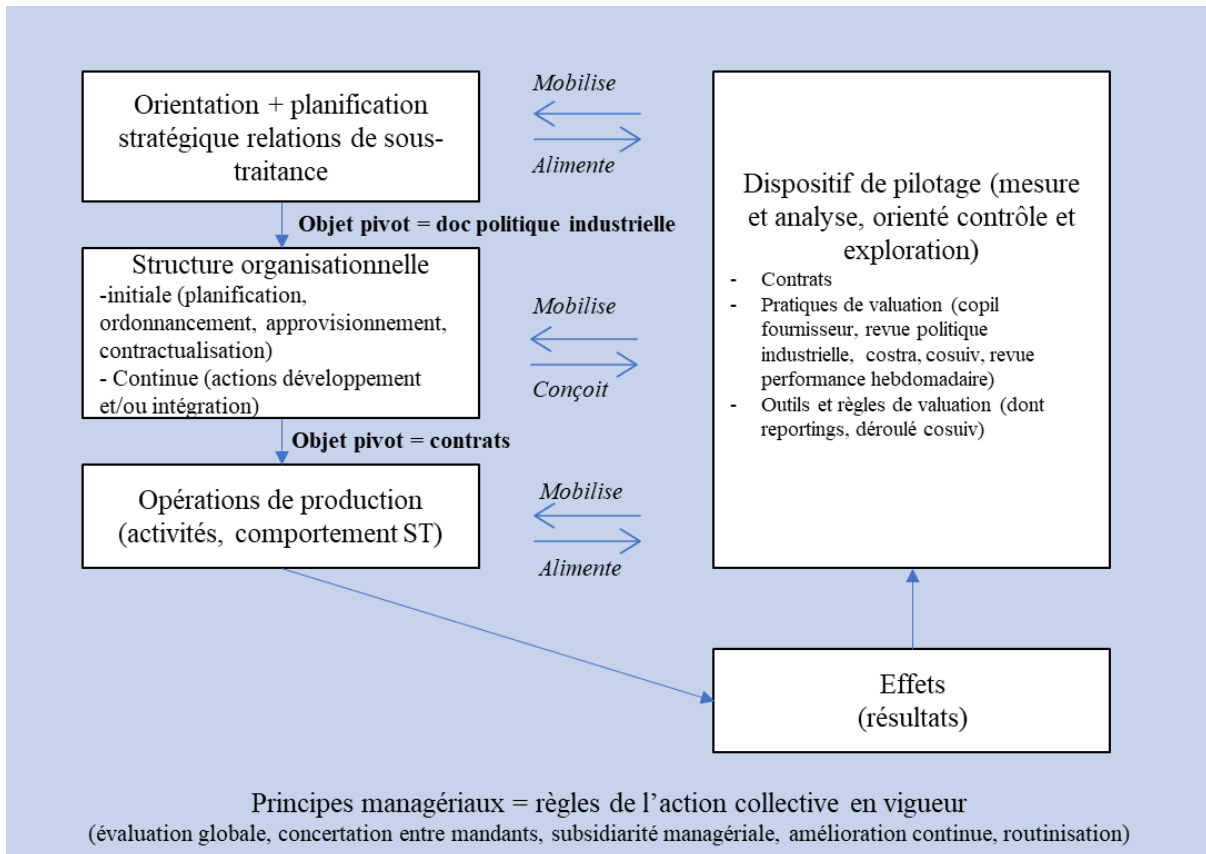 Orientation + planification
stratégique relations de sous-
traitance
Mobilise
Alimente
Objet pivot = doc politique industrielle
Structure organisationnelle
-initiale (planification,
ordonnancement, approvisionnement,
contractualisation)
- Continue (actions développement
et/ou intégration)
Mobilise
Conçoit
Objet pivot = contrats
Opérations de production
(activités, comportement ST)
Mobilise
Alimente
Dispositif de pilotage (mesure
et analyse, orienté contrôle et
exploration)
- Contrats
- Pratiques de valuation (copil
fournisseur, revue politique
industrielle, costra, cosuiv, revue
performance hebdomadaire)
- Outils et règles de valuation (dont
reportings, déroulé cosuiv)
Effets
(résultats)
Principes managériaux = règles de l’action collective en vigueur
(évaluation globale, concertation entre mandants, subsidiarité managériale, amélioration continue, routinisation)